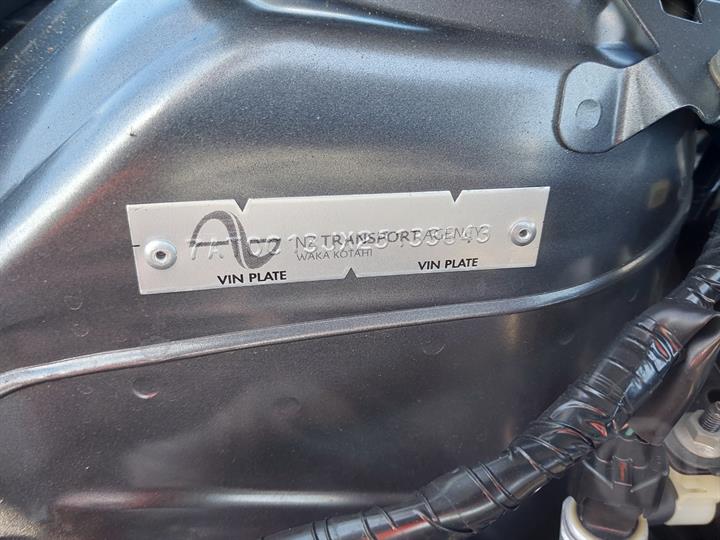 NZ TRANSPORT AGENCY
WAKA KOTAHI
VIN PLATE
VIN PLATE